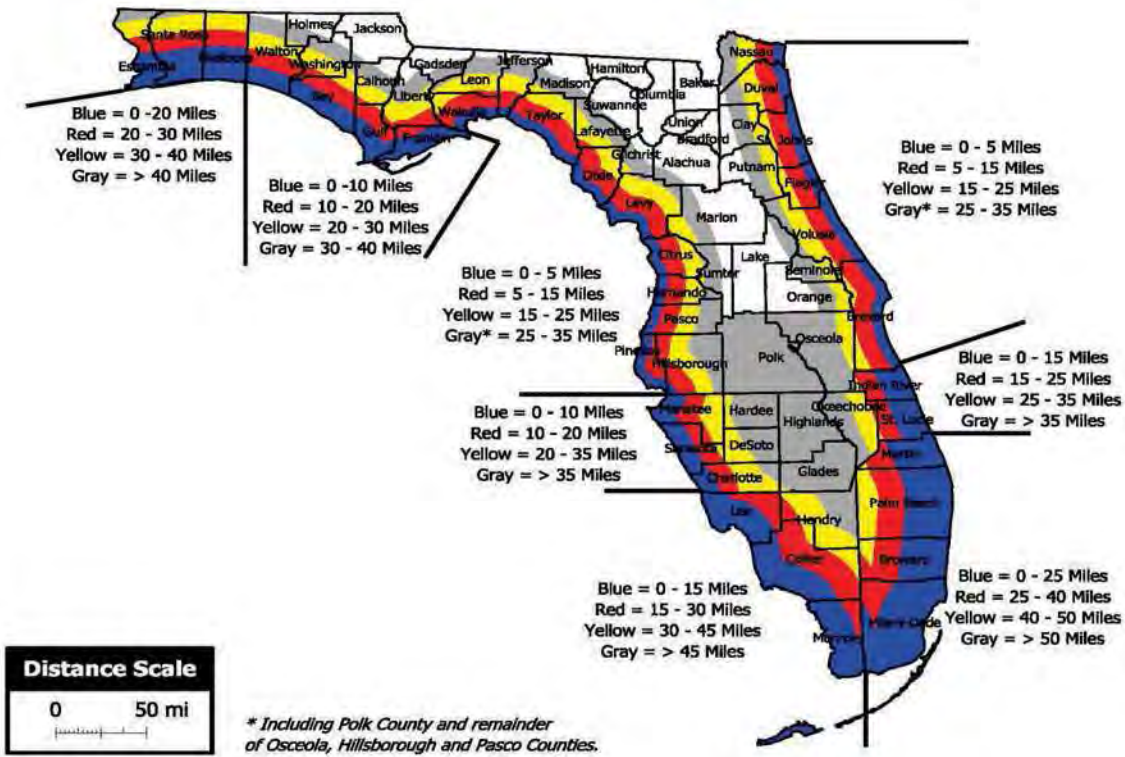 Holmes
Jackson
Santa Rosa
Walton
Washington
Escambia
Okaloosa
Bay
Calhoun
Gadsden
Liberty
Leon
Jefferson
Madison
Hamilton
Gulf
Franklin
Wakulla
Taylor
Suwannee
Columbia
Baker
Nassau
Duval
Lafayette
Union
Bradford
Clay
St.
Johns
Gilchrist
Alachua
Putnam
Dixie
Flagler
Levy
Marion
Volusia
Citrus
Sumter
Lake
Seminole
Hernando
Orange
Pasco
Brevard
Osceola
Pinellas
Hillsborough
Polk
Indian River
Manatee
Hardee
Okeechobee
Highlands
St. Lucie
Sarasota
DeSoto
Martin
Charlotte
Glades
Lee
Hendry
Palm Beach
Collier
Broward
Monroe
Miami-Dade
Blue = 0 -20 Miles
Red = 20 - 30 Miles
Yellow = 30 - 40 Miles
Gray = > 40 Miles
Blue = 0 -10 Miles
Red = 10 - 20 Miles
Yellow = 20 - 30 Miles
Gray = 30 - 40 Miles
Blue = 0 - 5 Miles
Red = 5 - 15 Miles
Yellow = 15 - 25 Miles
Gray* = 25 - 35 Miles
Blue = 0 - 5 Miles
Red = 5 - 15 Miles
Yellow = 15 - 25 Miles
Gray* = 25 - 35 Miles
Blue = 0 - 15 Miles
Red = 15 - 25 Miles
Yellow = 25 - 35 Miles
Gray = > 35 Miles
Blue = 0 - 10 Miles
Red = 10 - 20 Miles
Yellow = 20 - 35 Miles
Gray = > 35 Miles
Blue = 0 - 15 Miles
Red = 15 - 30 Miles
Yellow = 30 - 45 Miles
Gray = > 45 Miles
Blue = 0 - 25 Miles
Red = 25 - 40 Miles
Yellow = 40 - 50 Miles
Gray = > 50 Miles
Distance Scale
0 50 mi
* Including Polk County and remainder
of Osceola, Hillsborough and Pasco Counties.